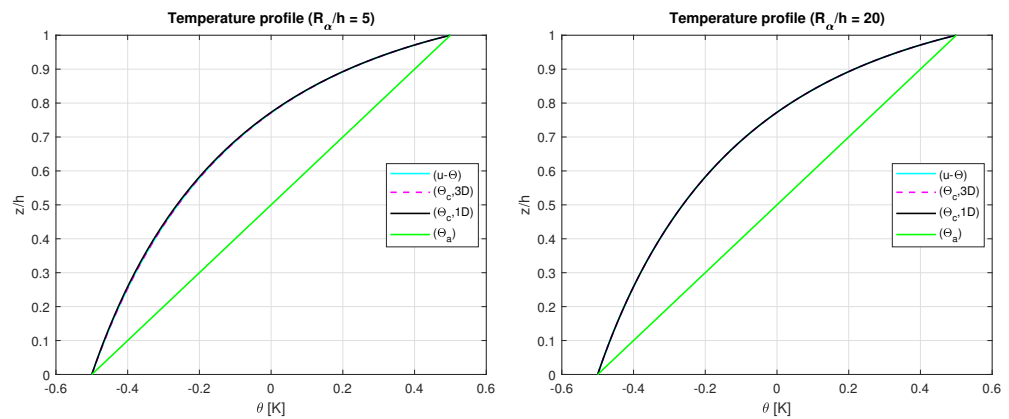 Temperature profile (R_α/h = 5)
1
0.9
0.8
0.7
0.6
0.5
0.4
0.3
0.2
0.1
0
z/h
(u-Θ)
(Θ_c,3D)
(Θ_c,1D)
(Θ_a)
-0.6 -0.4 -0.2 0 0.2 0.4 0.6
θ [K]
Temperature profile (R_α/h = 20)
1
0.9
0.8
0.7
0.6
0.5
0.4
0.3
0.2
0.1
0
z/h
(u-Θ)
(Θ_c,3D)
(Θ_c,1D)
(Θ_a)
-0.6 -0.4 -0.2 0 0.2 0.4 0.6
θ [K]